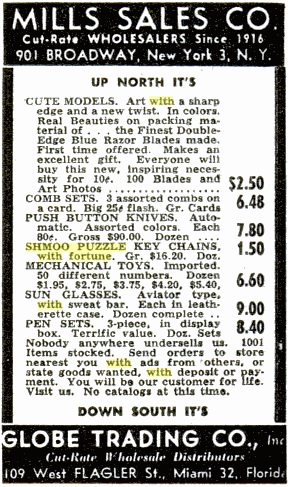 MILLS SALES CO.
Cut-Rate WHOLESALERS Since 1916
901 BROADWAY, New York 3, N. Y.
UP NORTH IT'S
CUTE MODELS. Art with a sharp
edge and a new twist. In colors.
Real Beauties on packing ma-
terial of . . . the Finest Double-
Edge Blue Razor Blades made.
First time offered. Makes an
excellent gift. Everyone will
buy this new, inspiring neces-
sity for 10¢. 100 Blades and
Art Photos .................. $2.50
COMB SETS. 3 assorted combs on
a card. Big 25¢ flash. Gr. Cards 6.48
PUSH BUTTON KNIVES. Auto-
matic. Assorted colors. Each
80¢. Gross $90.00. Dozen .... 7.80
SHMOO PUZZLE KEY CHAINS,
with fortune. Gr. $16.20. Doz. 1.50
MECHANICAL TOYS. Imported.
50 different numbers. Dozen
$1.95, $2.75, $3.75, $4.20, $5.40, 6.60
SUN GLASSES. Aviator type,
with sweat bar. Each in leath-
erette case. Dozen complete .. 9.00
PEN SETS. 3-piece, in display
box. Terrific value. Doz. Sets 8.40
Nobody anywhere undersells us. 1001
Items stocked. Send orders to store
nearest you with ads from others, or
state goods wanted, with deposit or pay-
ment. You will be our customer for life.
Visit us. No catalogs at this time.
DOWN SOUTH IT'S
GLOBE TRADING CO., Inc
Cut-Rate Wholesale Distributors
109 West FLAGLER St., Miami 32, Florida